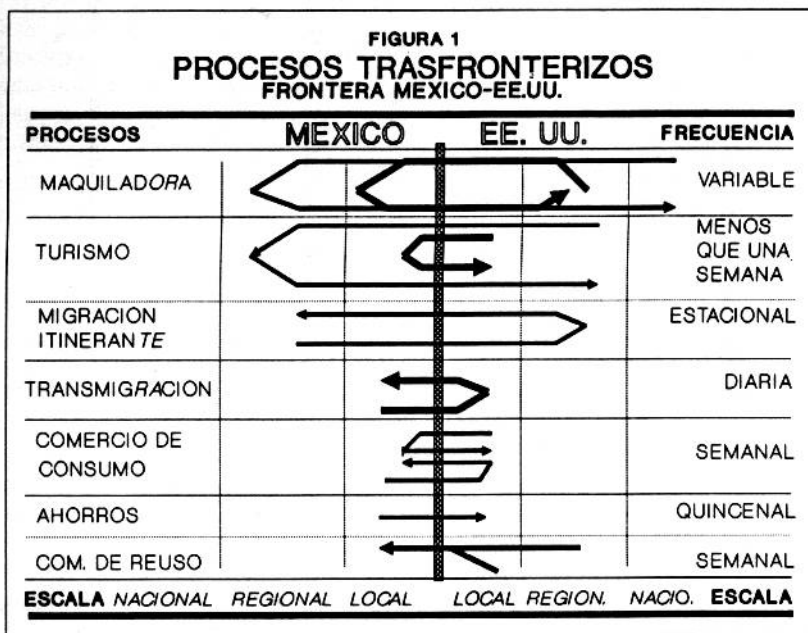 FIGURA 1
PROCESOS TRASFRONTERIZOS
FRONTERA MEXICO-EE.UU.
PROCESOS MEXICO EE. UU. FRECUENCIA
MAQUILADORA VARIABLE
TURISMO MENOS QUE UNA SEMANA
MIGRACION ITINERANTE ESTACIONAL
TRANSMIGRACION DIARIA
COMERCIO DE CONSUMO SEMANAL
AHORROS QUINCENAL
COM. DE REUSO SEMANAL
ESCALA NACIONAL REGIONAL LOCAL LOCAL REGION. NACIO. ESCALA